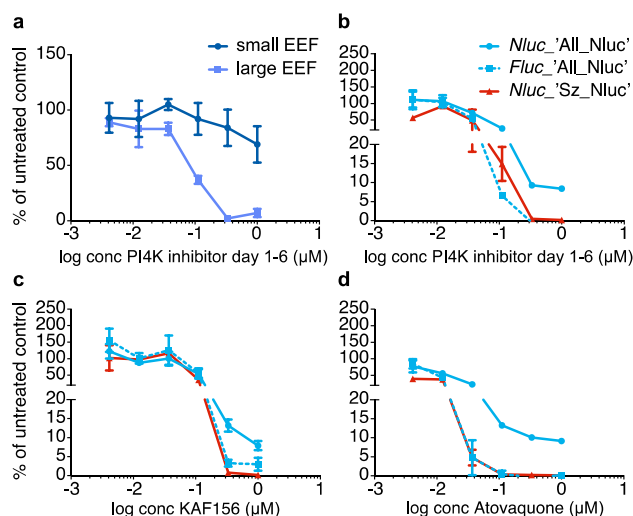 a
small EEF
large EEF
% of untreated control
150
100
50
0
-3 -2 -1 0 1
log conc PI4K inhibitor day 1-6 (µM)
b
Nluc_'All_Nluc'
Fluc_'All_Nluc'
Nluc_'Sz_Nluc'
250
200
150
100
50
20
15
10
5
0
-3 -2 -1 0 1
log conc PI4K inhibitor day 1-6 (µM)
c
% of untreated control
250
200
150
100
50
20
15
10
5
0
-3 -2 -1 0 1
log conc KAF156 (µM)
d
250
200
150
100
50
20
15
10
5
0
-3 -2 -1 0 1
log conc Atovaquone (µM)